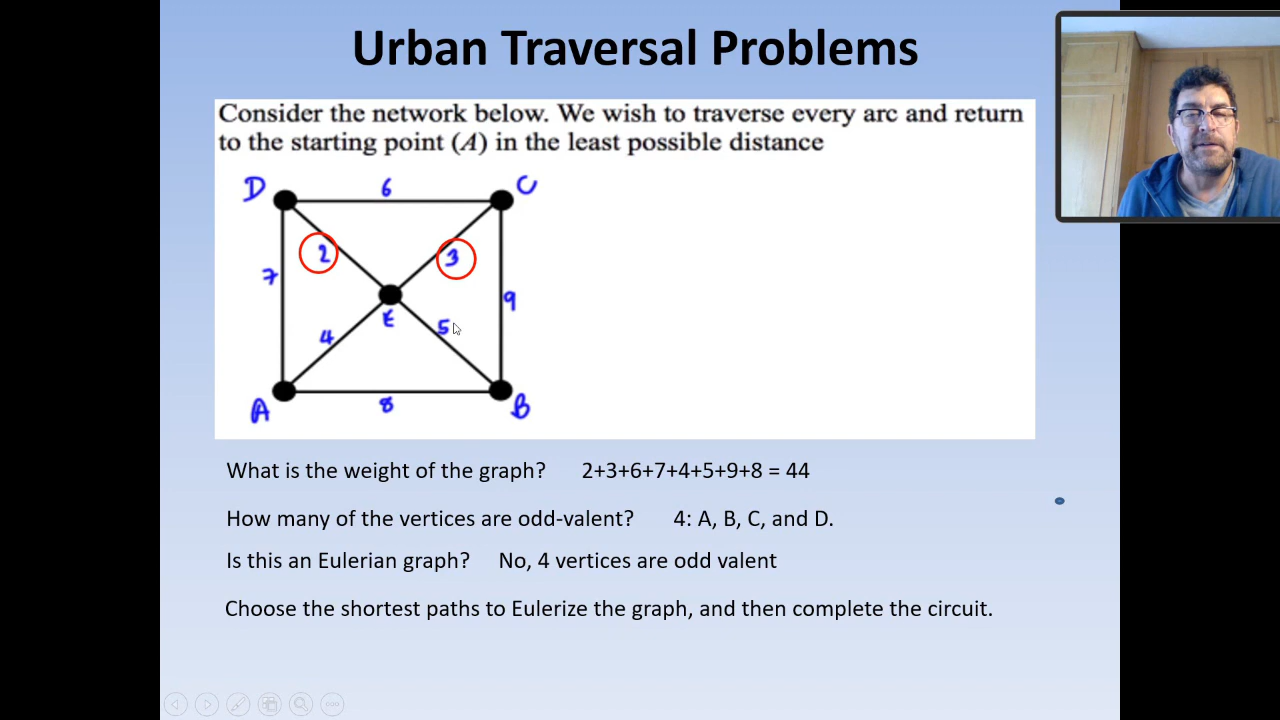 Urban Traversal Problems
Consider the network below. We wish to traverse every arc and return
to the starting point (A) in the least possible distance
D 6 C
2 3
7 9
E
4 5
A 8 B
What is the weight of the graph? 2+3+6+7+4+5+9+8 = 44
How many of the vertices are odd-valent? 4: A, B, C, and D.
Is this an Eulerian graph? No, 4 vertices are odd valent
Choose the shortest paths to Eulerize the graph, and then complete the circuit.